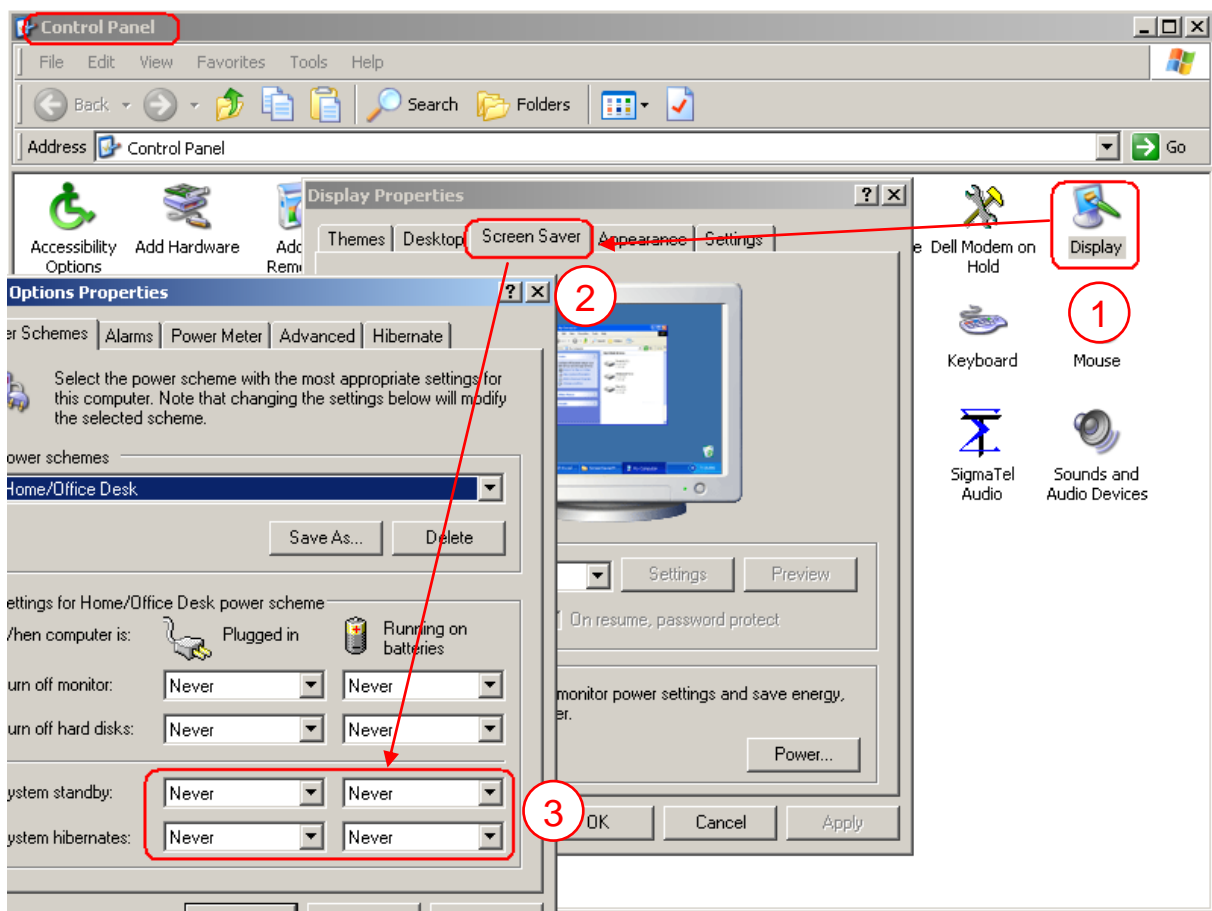 Control Panel
File Edit View Favorites Tools Help
Back Search Folders
Address Control Panel Go
Accessibility Options
Add Hardware
Display Properties
Themes Desktop Screen Saver Appearance Settings
Dell Modem on Hold
Display
1
2
Options Properties
Schemes Alarms Power Meter Advanced Hibernate
Keyboard
Mouse
Select the power scheme with the most appropriate settings for
this computer. Note that changing the settings below will modify
the selected scheme.
ower schemes
Home/Office Desk
SigmaTel Audio
Sounds and Audio Devices
Save As... Delete
Settings Preview
ettings for Home/Office Desk power scheme
On resume, password protect
hen computer is: Plugged in Running on batteries
urn off monitor: Never Never
monitor power settings and save energy,
er.
urn off hard disks: Never Never
Power...
ystem standby: Never Never
3
OK Cancel Apply
ystem hibernates: Never Never